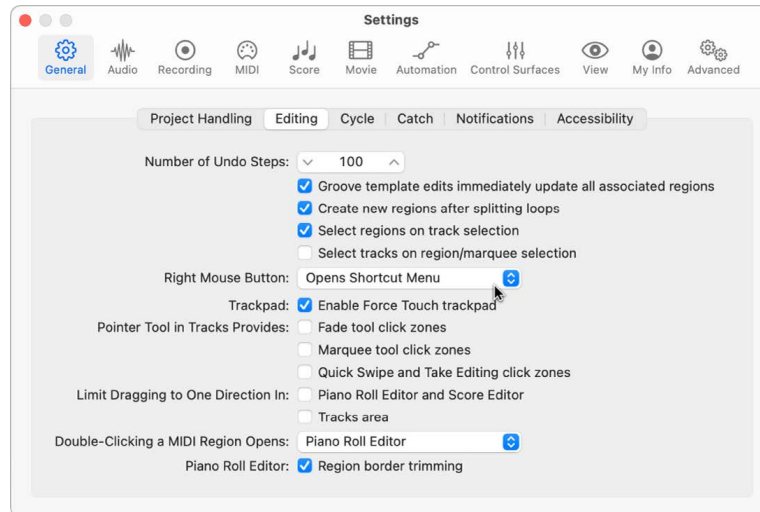 Settings
General Audio Recording MIDI Score Movie Automation Control Surfaces View My Info Advanced
Project Handling Editing Cycle Catch Notifications Accessibility
Number of Undo Steps: 100
Groove template edits immediately update all associated regions
Create new regions after splitting loops
Select regions on track selection
Select tracks on region/marquee selection
Right Mouse Button: Opens Shortcut Menu
Trackpad: Enable Force Touch trackpad
Pointer Tool in Tracks Provides: Fade tool click zones
Marquee tool click zones
Quick Swipe and Take Editing click zones
Limit Dragging to One Direction In: Piano Roll Editor and Score Editor
Tracks area
Double-Clicking a MIDI Region Opens: Piano Roll Editor
Piano Roll Editor: Region border trimming